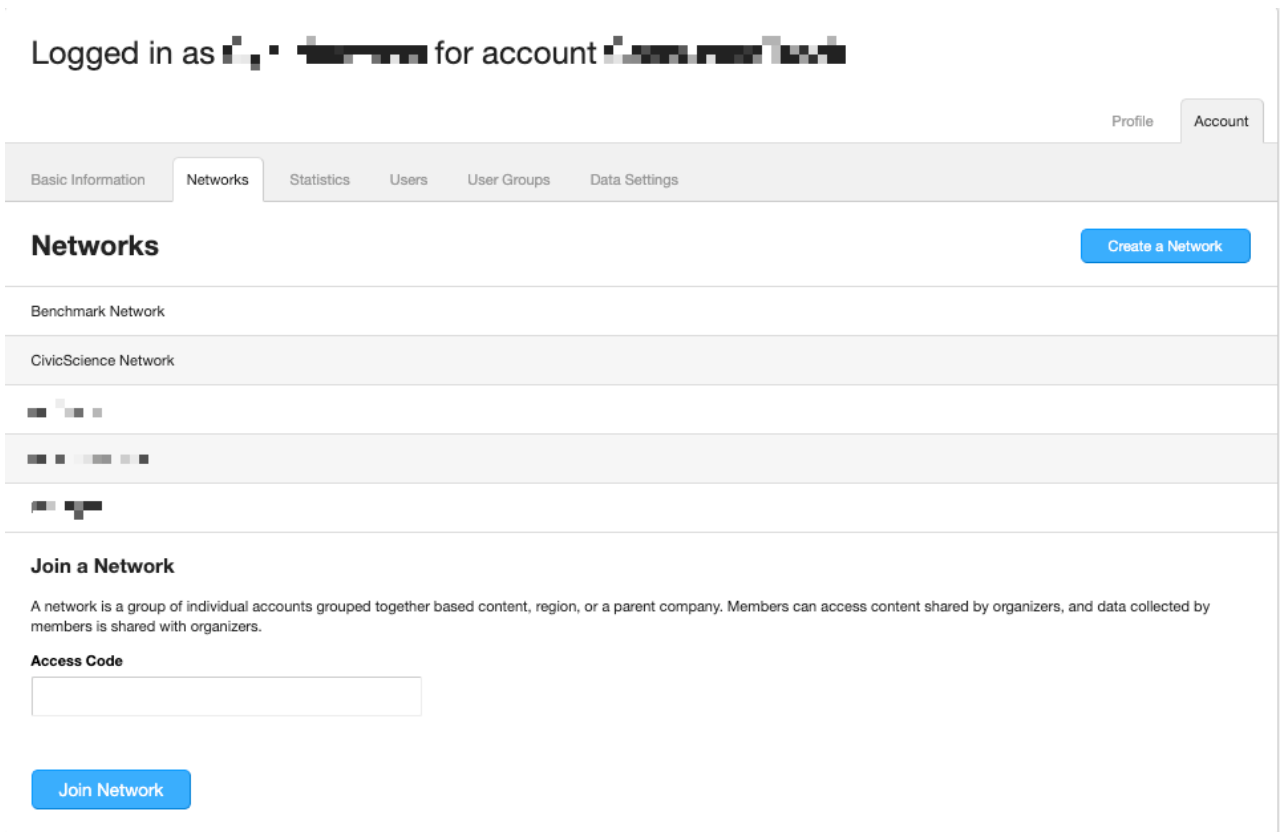 Logged in as for account
Profile Account
Basic Information Networks Statistics Users User Groups Data Settings
Networks
Create a Network
Benchmark Network
CivicScience Network
Join a Network
A network is a group of individual accounts grouped together based content, region, or a parent company. Members can access content shared by organizers, and data collected by
members is shared with organizers.
Access Code
Join Network